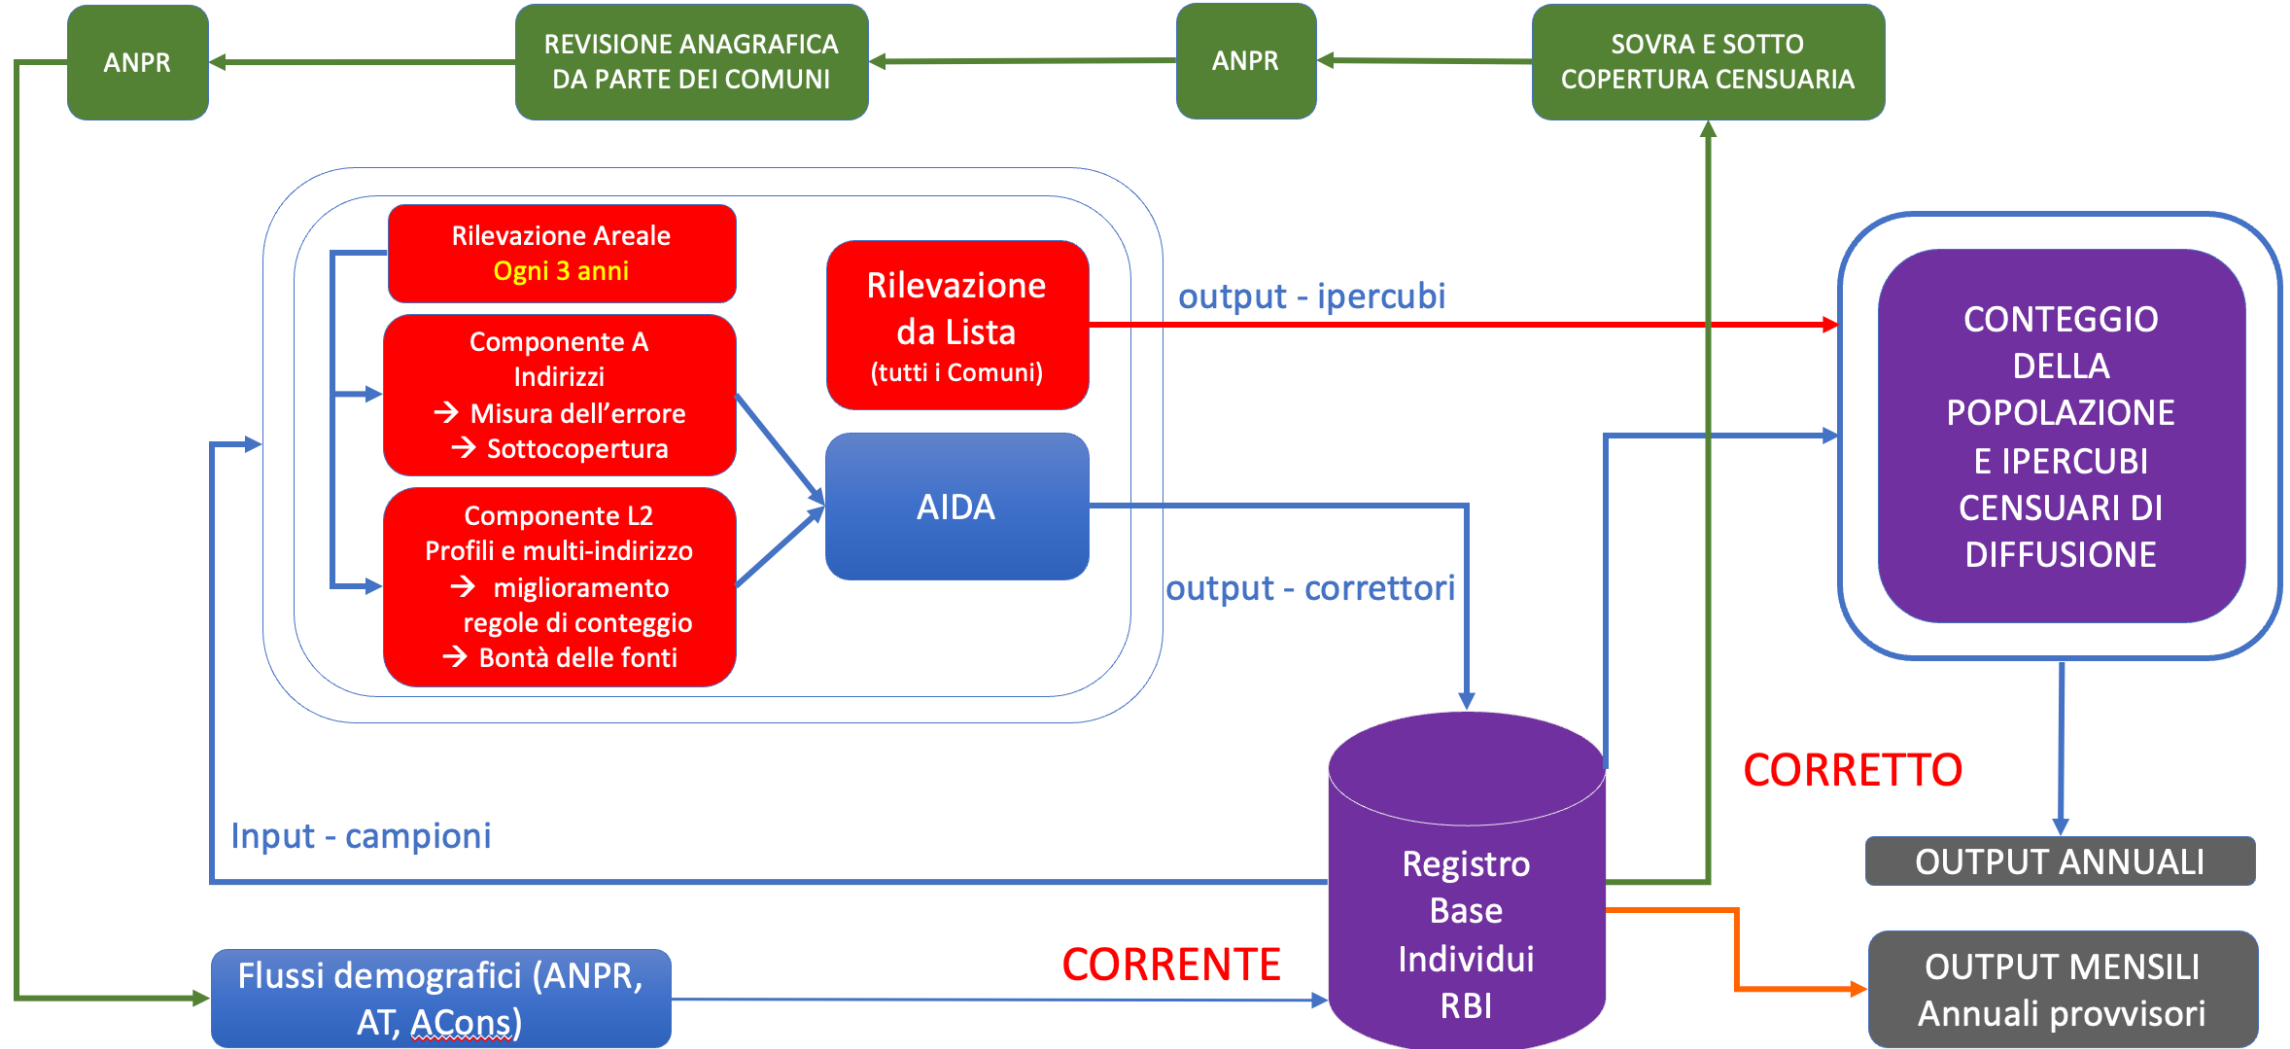 ANPR
REVISIONE ANAGRAFICA
DA PARTE DEI COMUNI
ANPR
SOVRA E SOTTO
COPERTURA CENSUARIA
Rilevazione Areale
Ogni 3 anni
Componente A
Indirizzi
→ Misura dell'errore
→ Sottocopertura
Componente L2
Profili e multi-indirizzo
→ miglioramento
regole di conteggio
→ Bontà delle fonti
Rilevazione
da Lista
(tutti i Comuni)
AIDA
output - ipercubi
output - correttori
CONTEGGIO
DELLA
POPOLAZIONE
E IPERCUBI
CENSUARI DI
DIFFUSIONE
CORRETTO
Input - campioni
Registro
Base
Individui
RBI
OUTPUT ANNUALI
Flussi demografici (ANPR,
AT, ACons)
CORRENTE
OUTPUT MENSILI
Annuali provvisori